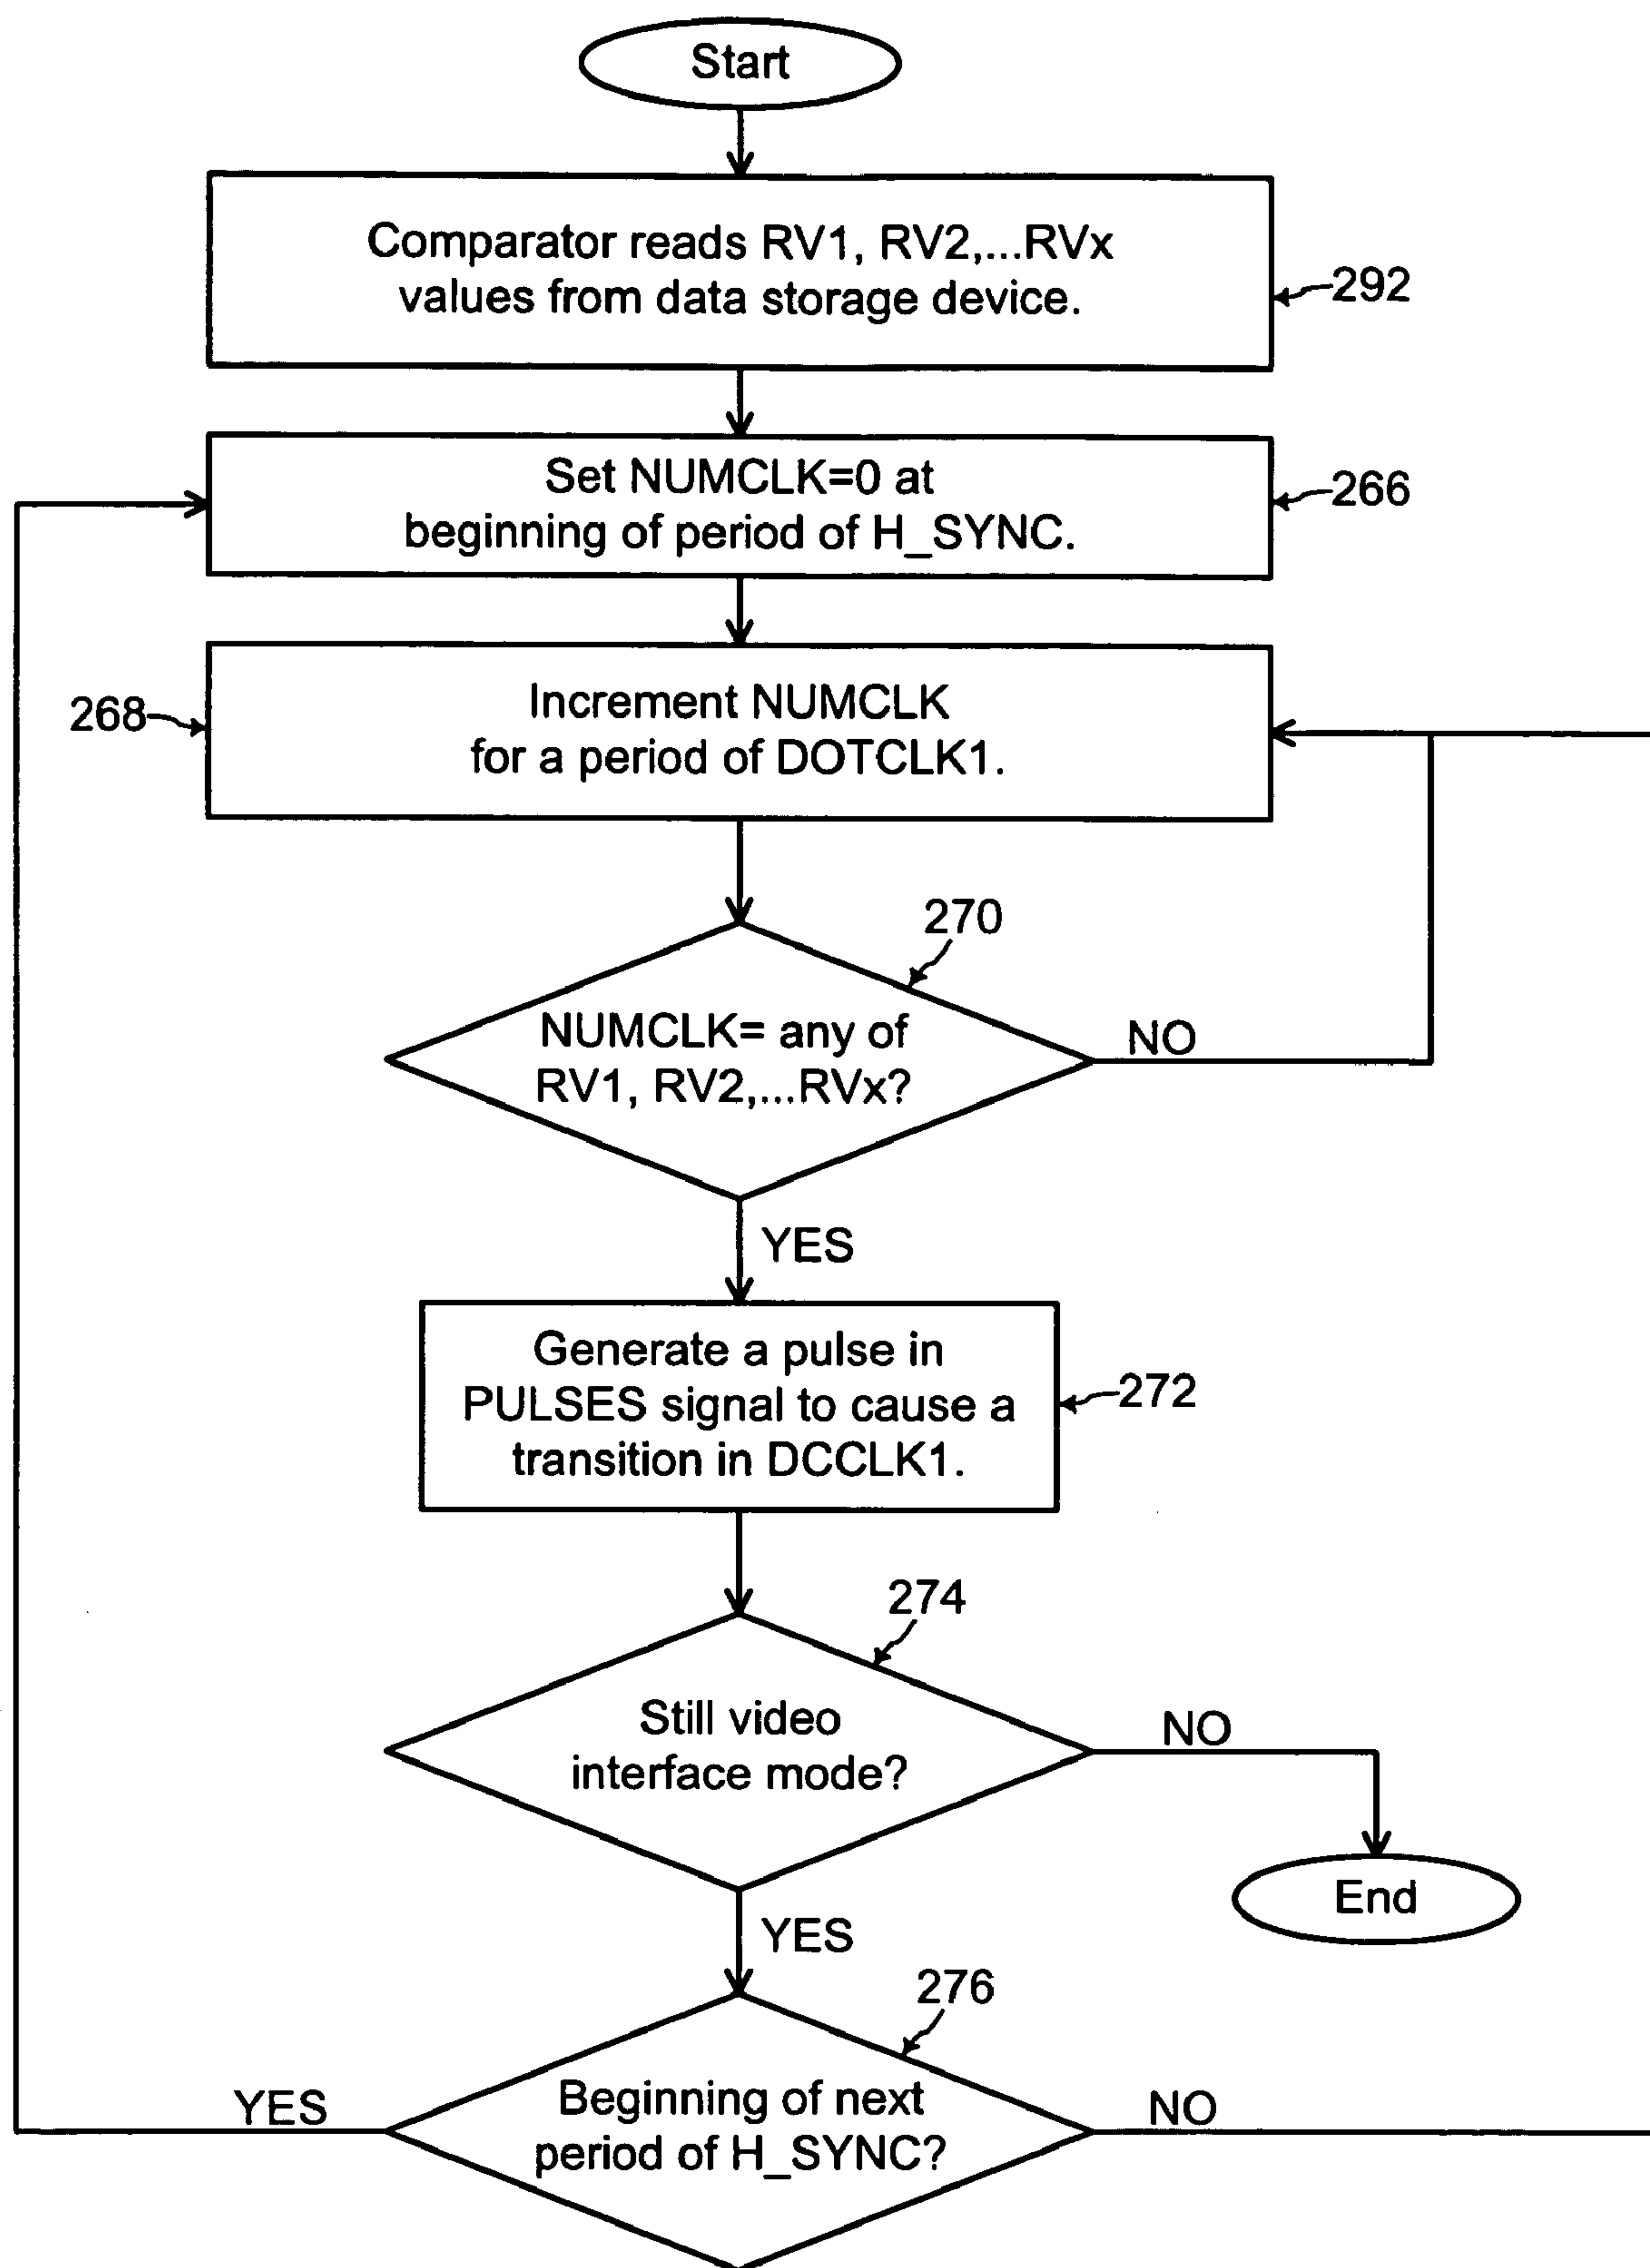 Start
Comparator reads RV1, RV2,...RVx
values from data storage device.
292
Set NUMCLK=0 at
beginning of period of H_SYNC.
266
Increment NUMCLK
for a period of DOTCLK1.
268
270
NUMCLK= any of
RV1, RV2,...RVx?
NO
YES
Generate a pulse in
PULSES signal to cause a
transition in DCCLK1.
272
274
Still video
interface mode?
NO
End
YES
276
Beginning of next
period of H_SYNC?
YES
NO